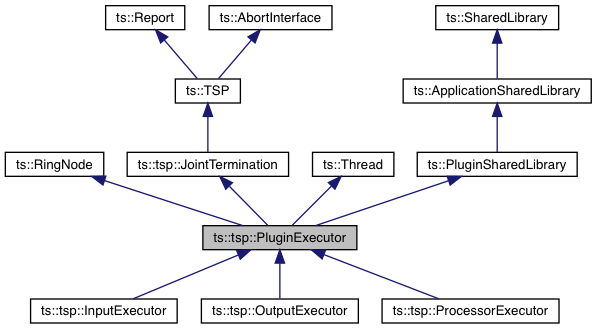 ts::Report
ts::AbortInterface
ts::SharedLibrary
ts::TSP
ts::ApplicationSharedLibrary
ts::RingNode
ts::tsp::JointTermination
ts::Thread
ts::PluginSharedLibrary
ts::tsp::PluginExecutor
ts::tsp::InputExecutor
ts::tsp::OutputExecutor
ts::tsp::ProcessorExecutor